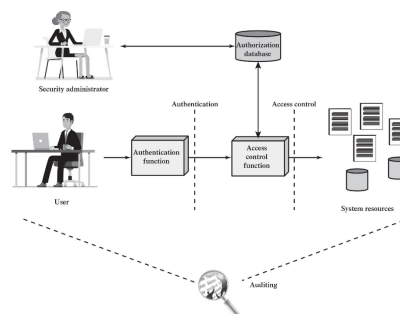 Authorization
database
Security administrator
Authentication
Access control
Authentication
function
Access
control
function
User
System resources
Auditing